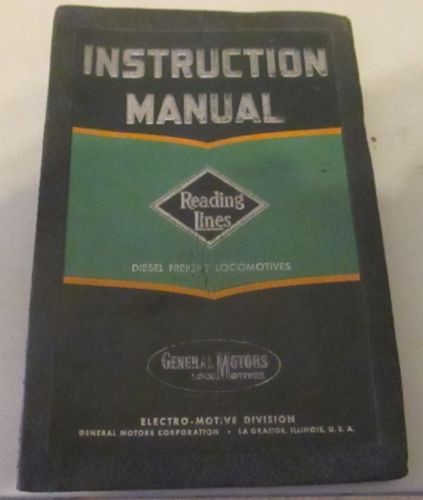 INSTRUCTION
MANUAL
Reading
Lines
DIESEL FREIGHT LOCOMOTIVES
GENERAL MOTORS
LOCOMOTIVES
ELECTRO-MOTIVE DIVISION
GENERAL MOTORS CORPORATION • LA GRANGE, ILLINOIS, U. S. A.